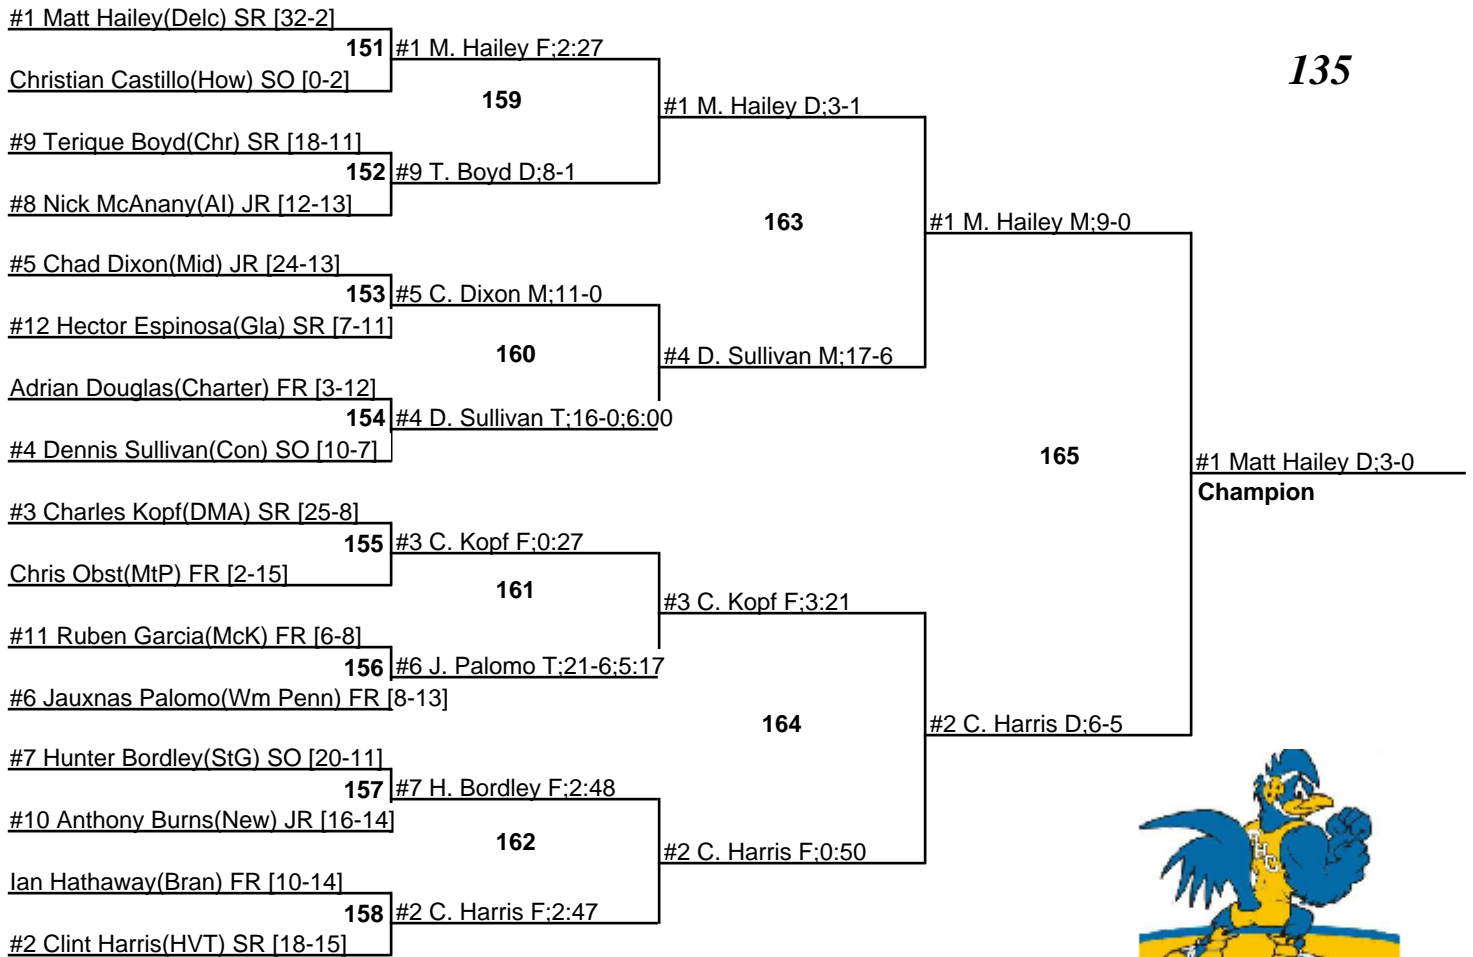 #1 Matt Hailey(Delc) SR [32-2]
151 #1 M. Hailey F;2:27
135
Christian Castillo(How) SO [0-2]
159
#1 M. Hailey D;3-1
#9 Terique Boyd(Chr) SR [18-11]
152 #9 T. Boyd D;8-1
#8 Nick McAnany(AI) JR [12-13]
163
#1 M. Hailey M;9-0
#5 Chad Dixon(Mid) JR [24-13]
153 #5 C. Dixon M;11-0
#12 Hector Espinosa(Gla) SR [7-11]
160
#4 D. Sullivan M;17-6
Adrian Douglas(Charter) FR [3-12]
154 #4 D. Sullivan T;16-0;6:00
#4 Dennis Sullivan(Con) SO [10-7]
165
#1 Matt Hailey D;3-0
Champion
#3 Charles Kopf(DMA) SR [25-8]
155 #3 C. Kopf F;0:27
Chris Obst(MtP) FR [2-15]
161
#3 C. Kopf F;3:21
#11 Ruben Garcia(McK) FR [6-8]
156 #6 J. Palomo T;21-6;5:17
#6 Jauxnas Palomo(Wm Penn) FR [8-13]
164
#2 C. Harris D;6-5
#7 Hunter Bordley(StG) SO [20-11]
157 #7 H. Bordley F;2:48
#10 Anthony Burns(New) JR [16-14]
162
#2 C. Harris F;0:50
Ian Hathaway(Bran) FR [10-14]
158 #2 C. Harris F;2:47
#2 Clint Harris(HVT) SR [18-15]